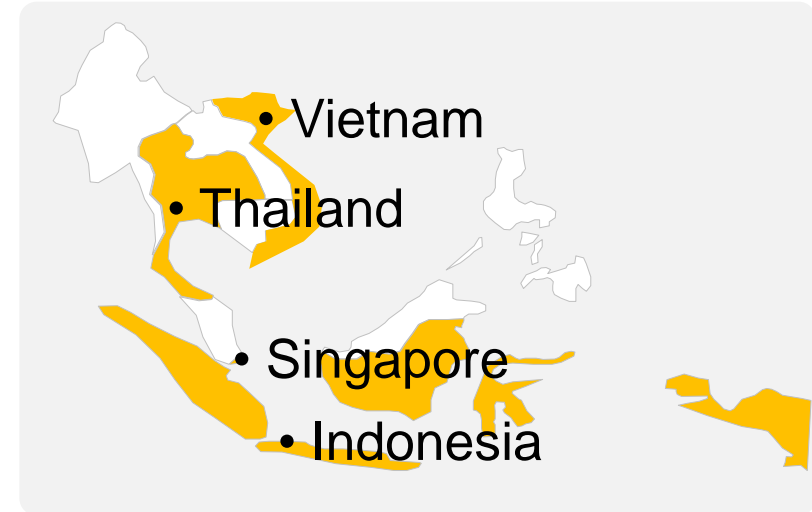 • Vietnam
• Thailand
• Singapore
• Indonesia